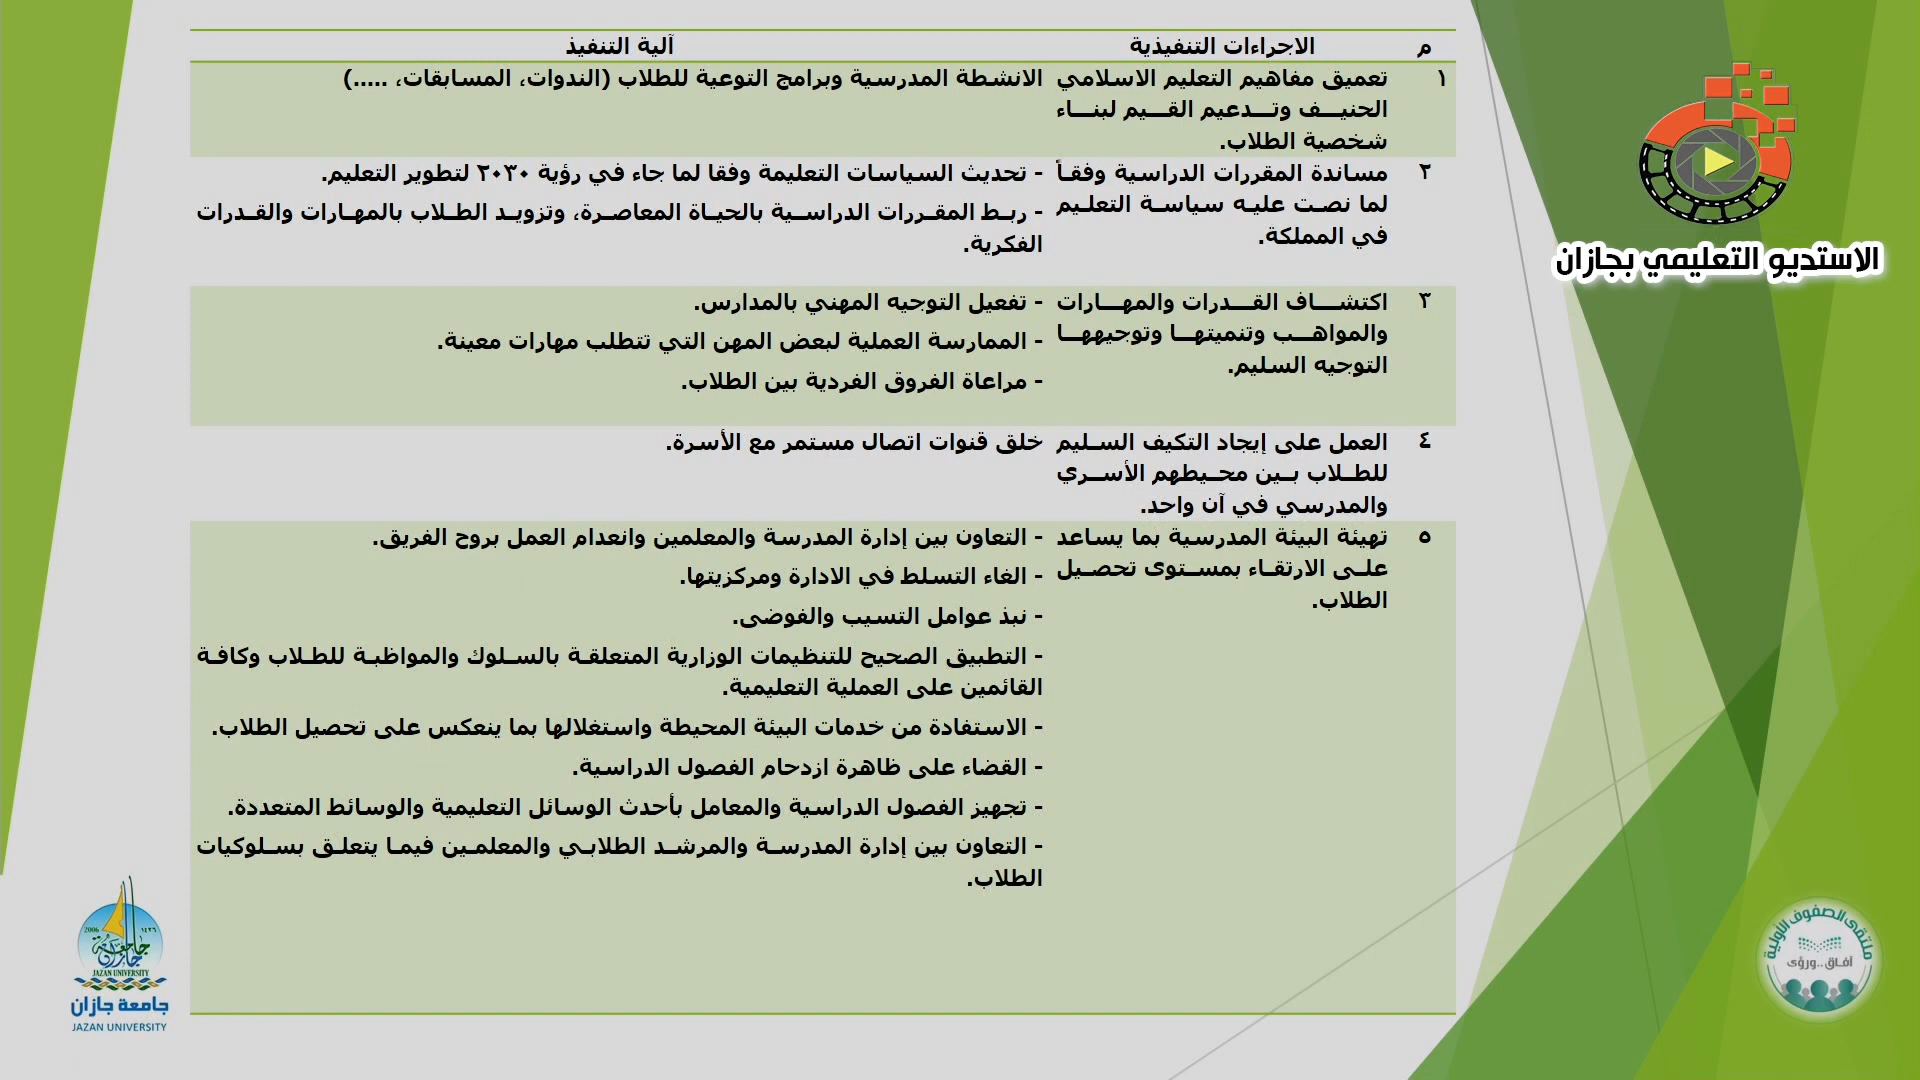 م الاجراءات التنفيذية آلية التنفيذ
١ تعميق مفاهيم التعليم الاسلامي الانشطة المدرسية وبرامج التوعية للطلاب (الندوات، المسابقات، .....)
الحنيف وتدعيم القيم لبناء
شخصية الطلاب.
٢ مساندة المقررات الدراسية وفقاً - تحديث السياسات التعليمة وفقا لما جاء في رؤية ٢٠٣٠ لتطوير التعليم.
لما نصت عليه سياسة التعليم - ربط المقررات الدراسية بالحياة المعاصرة، وتزويد الطلاب بالمهارات والقدرات
في المملكة. الفكرية.
٣ اكتشاف القدرات والمهارات - تفعيل التوجيه المهني بالمدارس.
والمواهب وتنميتها وتوجيهها - الممارسة العملية لبعض المهن التي تتطلب مهارات معينة.
التوجيه السليم. - مراعاة الفروق الفردية بين الطلاب.
٤ العمل على إيجاد التكيف السليم خلق قنوات اتصال مستمر مع الأسرة.
للطلاب بين محيطهم الأسري
والمدرسي في آن واحد.
٥ تهيئة البيئة المدرسية بما يساعد - التعاون بين إدارة المدرسة والمعلمين وانعدام العمل بروح الفريق.
على الارتقاء بمستوى تحصيل - الغاء التسلط في الادارة ومركزيتها.
الطلاب. - نبذ عوامل التسيب والفوضى.
- التطبيق الصحيح للتنظيمات الوزارية المتعلقة بالسلوك والمواظبة للطلاب وكافة
القائمين على العملية التعليمية.
- الاستفادة من خدمات البيئة المحيطة واستغلالها بما ينعكس على تحصيل الطلاب.
- القضاء على ظاهرة ازدحام الفصول الدراسية.
- تجهيز الفصول الدراسية والمعامل بأحدث الوسائل التعليمية والوسائط المتعددة.
- التعاون بين إدارة المدرسة والمرشد الطلابي والمعلمين فيما يتعلق بسلوكيات
الطلاب.
الاستديو التعليمي بجازان
ملتقى الصفوف الأولية
آفاق..ورؤى
2006 ١٤٢٦
جامعة جازان
JAZAN UNIVERSITY
جامعة جازان
JAZAN UNIVERSITY